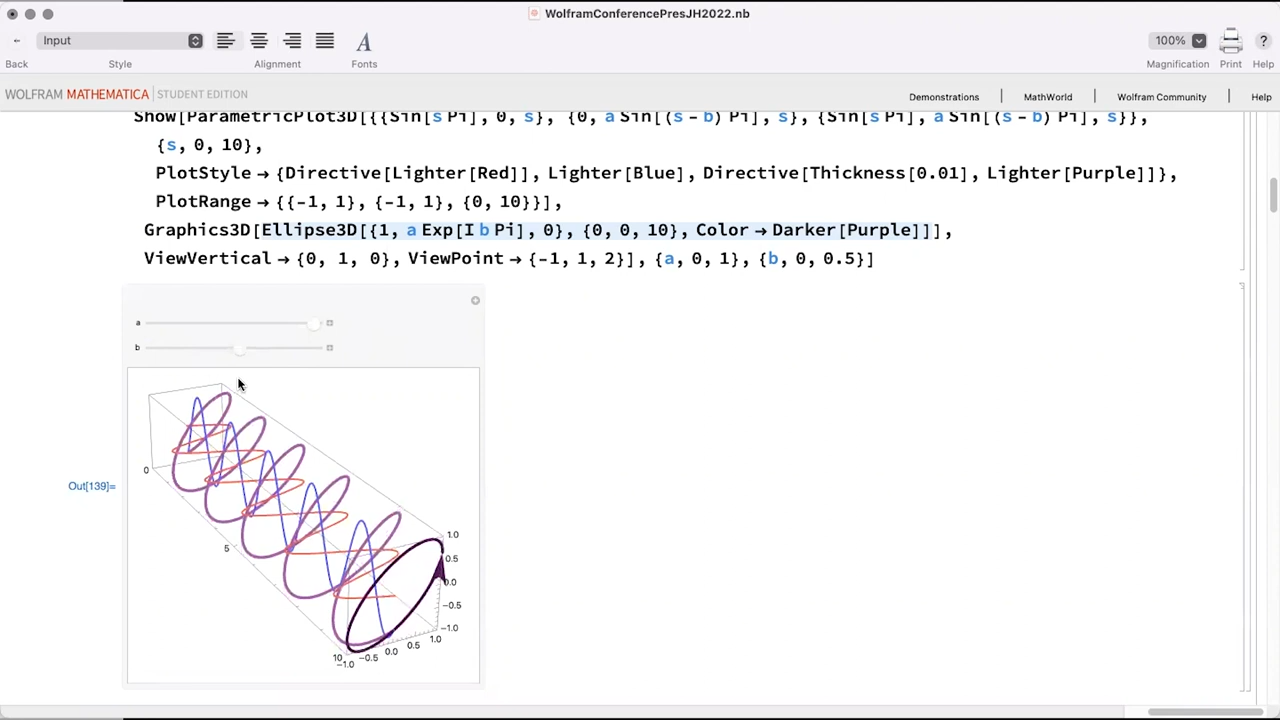 WolframConferencePresJH2022.nb
Input
100%
Back
Style
Alignment
Fonts
Magnification
Print
Help
WOLFRAM MATHEMATICA | STUDENT EDITION
Demonstrations | MathWorld | Wolfram Community | Help
Show[ParametricPlot3D[{{Sin[s Pi], 0, s}, {0, a Sin[(s - b) Pi], s}, {Sin[s Pi], a Sin[(s - b) Pi], s}},
{s, 0, 10},
PlotStyle → {Directive[Lighter[Red]], Lighter[Blue], Directive[Thickness[0.01], Lighter[Purple]]},
PlotRange → {{-1, 1}, {-1, 1}, {0, 10}}],
Graphics3D[Ellipse3D[{1, a Exp[I b Pi], 0}, {0, 0, 10}, Color → Darker[Purple]]],
ViewVertical → {0, 1, 0}, ViewPoint → {-1, 1, 2}], {a, 0, 1}, {b, 0, 0.5}]
a
b
0
5
10
1.0
0.5
0.0
-0.5
-1.0
-1.0
-0.5
0.0
0.5
1.0
Out[139]=